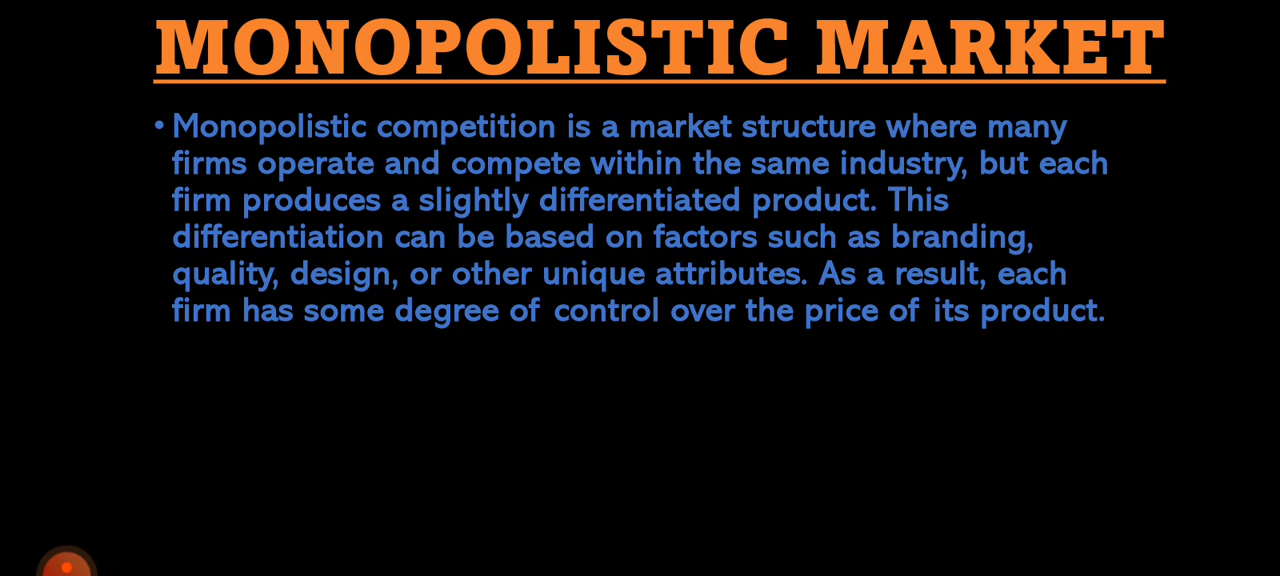 MONOPOLISTIC MARKET
• Monopolistic competition is a market structure where many
firms operate and compete within the same industry, but each
firm produces a slightly differentiated product. This
differentiation can be based on factors such as branding,
quality, design, or other unique attributes. As a result, each
firm has some degree of control over the price of its product.